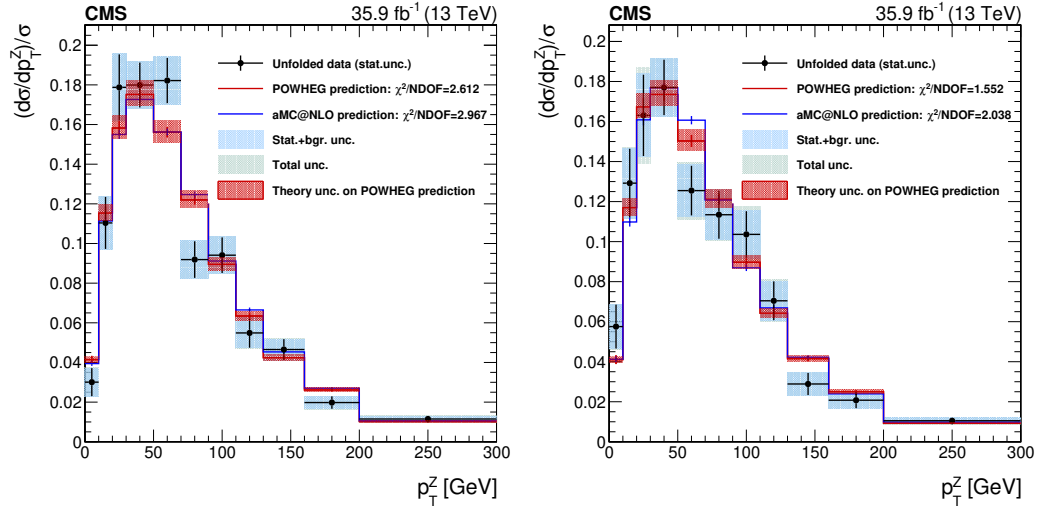 CMS 35.9 fb⁻¹ (13 TeV)
(dσ/dp_T^Z)/σ
0.2
0.18
0.16
0.14
0.12
0.1
0.08
0.06
0.04
0.02
0
Unfolded data (stat.unc.)
POWHEG prediction: χ²/NDOF=2.612
aMC@NLO prediction: χ²/NDOF=2.967
Stat.+bgr. unc.
Total unc.
Theory unc. on POWHEG prediction
0 50 100 150 200 250 300
p_T^Z [GeV]
CMS 35.9 fb⁻¹ (13 TeV)
(dσ/dp_T^Z)/σ
0.2
0.18
0.16
0.14
0.12
0.1
0.08
0.06
0.04
0.02
0
Unfolded data (stat.unc.)
POWHEG prediction: χ²/NDOF=1.552
aMC@NLO prediction: χ²/NDOF=2.038
Stat.+bgr. unc.
Total unc.
Theory unc. on POWHEG prediction
0 50 100 150 200 250 300
p_T^Z [GeV]